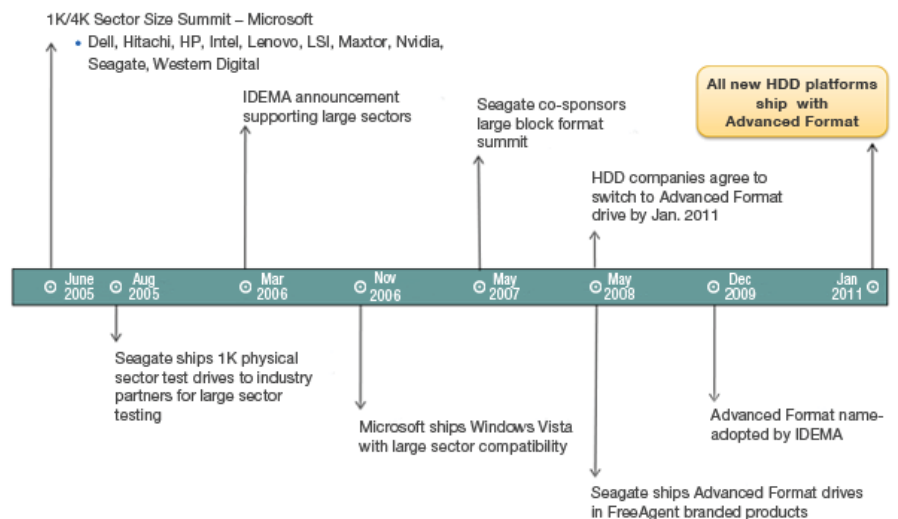 1K/4K Sector Size Summit – Microsoft
• Dell, Hitachi, HP, Intel, Lenovo, LSI, Maxtor, Nvidia,
Seagate, Western Digital
IDEMA announcement
supporting large sectors
Seagate co-sponsors
large block format
summit
HDD companies agree to
switch to Advanced Format
drive by Jan. 2011
All new HDD platforms
ship with
Advanced Format
June
2005
Aug
2005
Mar
2006
Nov
2006
May
2007
May
2008
Dec
2009
Jan
2011
Seagate ships 1K physical
sector test drives to industry
partners for large sector
testing
Microsoft ships Windows Vista
with large sector compatibility
Seagate ships Advanced Format drives
in FreeAgent branded products
Advanced Format name-
adopted by IDEMA